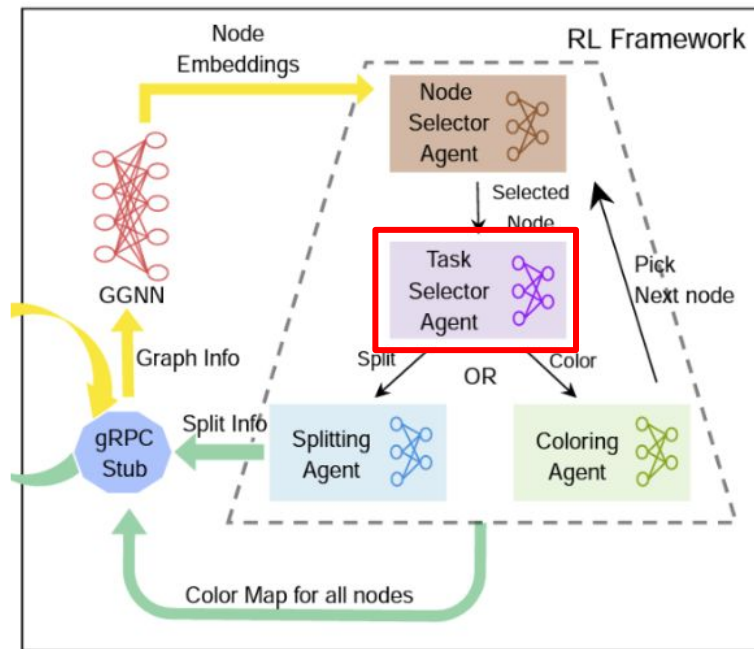 RL Framework
Node
Embeddings
Node
Selector
Agent
Selected
Node
Task
Selector
Agent
Pick
Next node
GGNN
Graph Info
Split
OR
Color
gRPC
Stub
Split Info
Splitting
Agent
Coloring
Agent
Color Map for all nodes